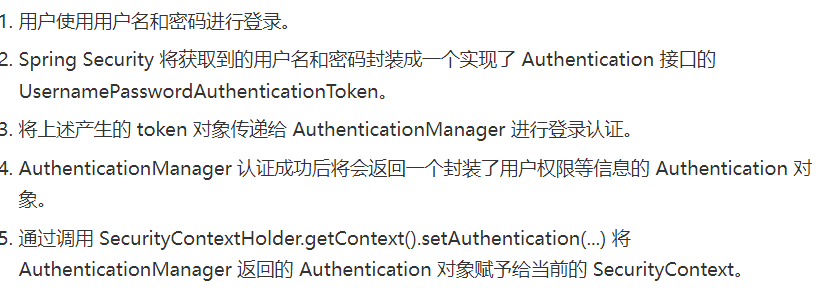 1. 用户使用用户名和密码进行登录。
2. Spring Security 将获取到的用户名和密码封装成一个实现了 Authentication 接口的
UsernamePasswordAuthenticationToken。
3. 将上述产生的 token 对象传递给 AuthenticationManager 进行登录认证。
4. AuthenticationManager 认证成功后将会返回一个封装了用户权限等信息的 Authentication 对
象。
5. 通过调用 SecurityContextHolder.getContext().setAuthentication(...) 将
AuthenticationManager 返回的 Authentication 对象赋予给当前的 SecurityContext。